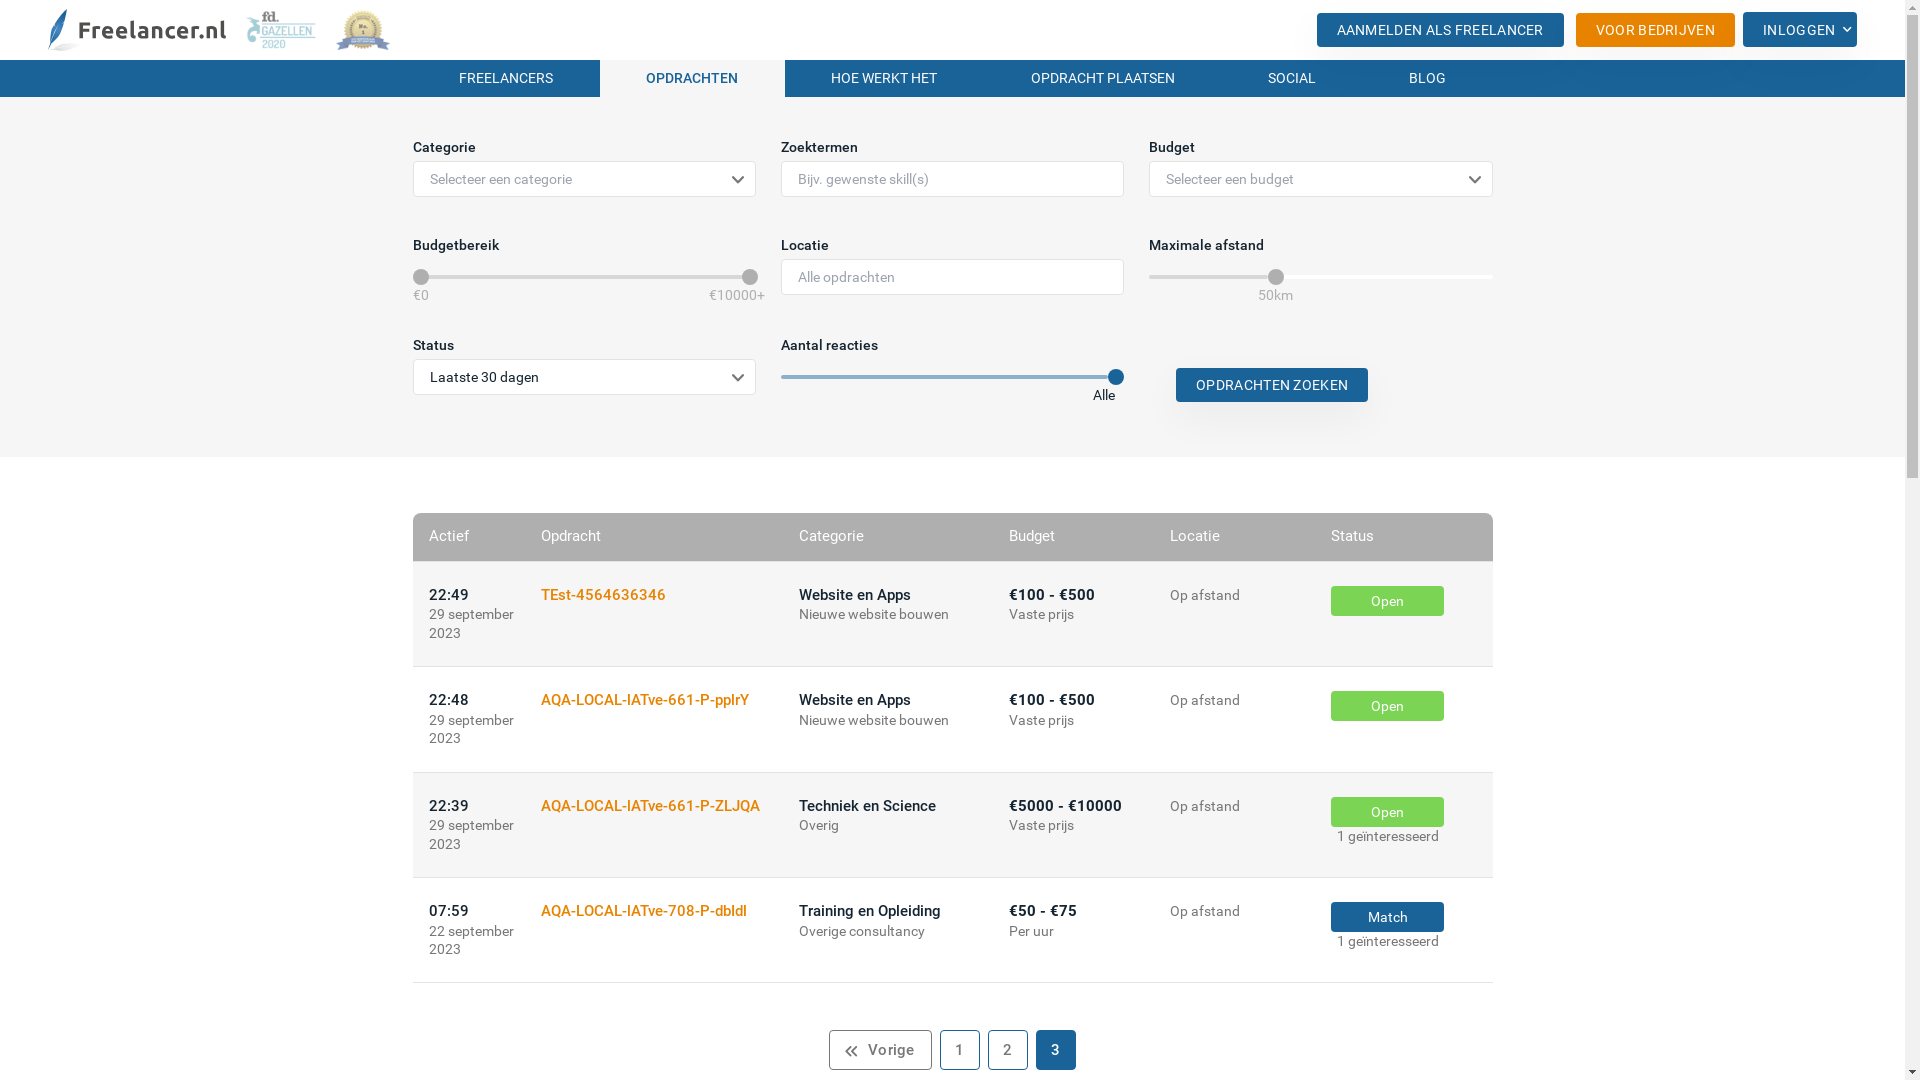 Freelancer.nl
fd.
GAZELLEN
2020
No.
1
AANMELDEN ALS FREELANCER
VOOR BEDRIJVEN
INLOGGEN
FREELANCERS
OPDRACHTEN
HOE WERKT HET
OPDRACHT PLAATSEN
SOCIAL
BLOG
Categorie
Zoektermen
Budget
Selecteer een categorie
Bijv. gewenste skill(s)
Selecteer een budget
Budgetbereik
Locatie
Maximale afstand
Alle opdrachten
€0
€10000+
50km
Status
Aantal reacties
Laatste 30 dagen
OPDRACHTEN ZOEKEN
Alle
Actief
Opdracht
Categorie
Budget
Locatie
Status
22:49
29 september
2023
TEst-4564636346
Website en Apps
Nieuwe website bouwen
€100 - €500
Vaste prijs
Op afstand
Open
22:48
29 september
2023
AQA-LOCAL-lATve-661-P-pplrY
Website en Apps
Nieuwe website bouwen
€100 - €500
Vaste prijs
Op afstand
Open
22:39
29 september
2023
AQA-LOCAL-lATve-661-P-ZLJQA
Techniek en Science
Overig
€5000 - €10000
Vaste prijs
Op afstand
Open
1 geïnteresseerd
07:59
22 september
2023
AQA-LOCAL-lATve-708-P-dbIdI
Training en Opleiding
Overige consultancy
€50 - €75
Per uur
Op afstand
Match
1 geïnteresseerd
Vorige
1
2
3